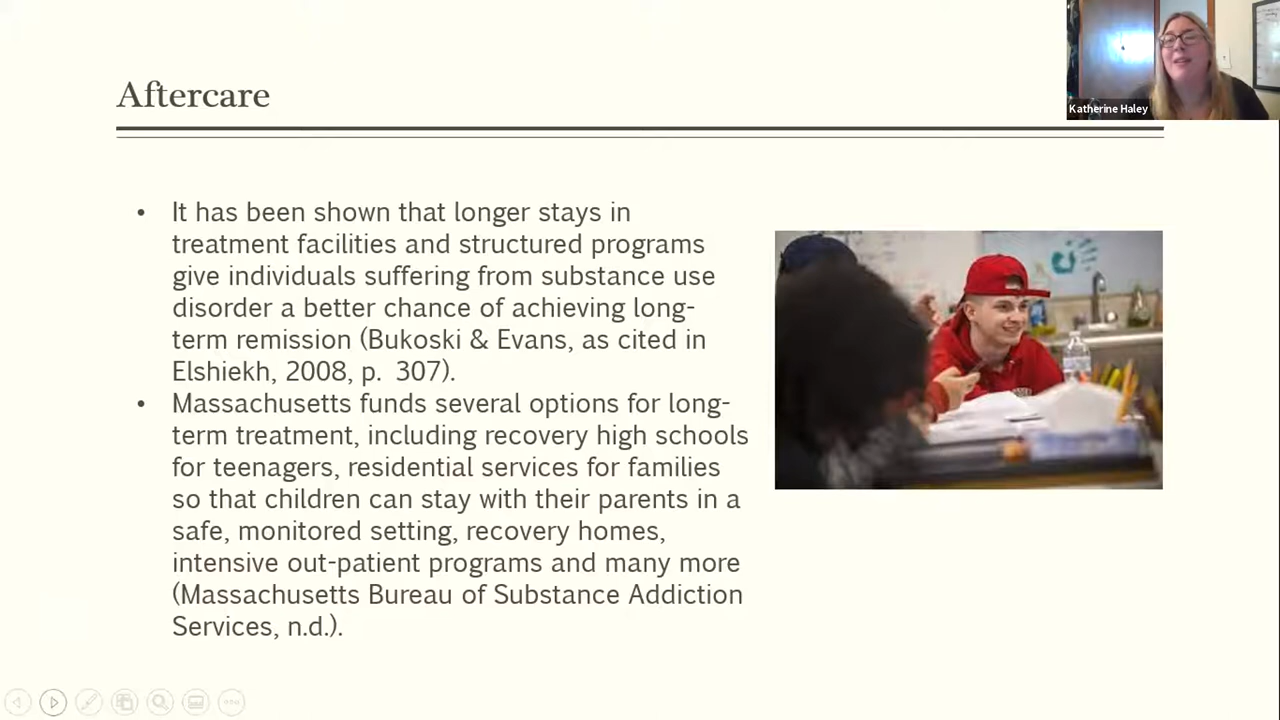 Aftercare
Katherine Haley
• It has been shown that longer stays in
treatment facilities and structured programs
give individuals suffering from substance use
disorder a better chance of achieving long-
term remission (Bukoski & Evans, as cited in
Elshiekh, 2008, p. 307).
• Massachusetts funds several options for long-
term treatment, including recovery high schools
for teenagers, residential services for families
so that children can stay with their parents in a
safe, monitored setting, recovery homes,
intensive out-patient programs and many more
(Massachusetts Bureau of Substance Addiction
Services, n.d.).